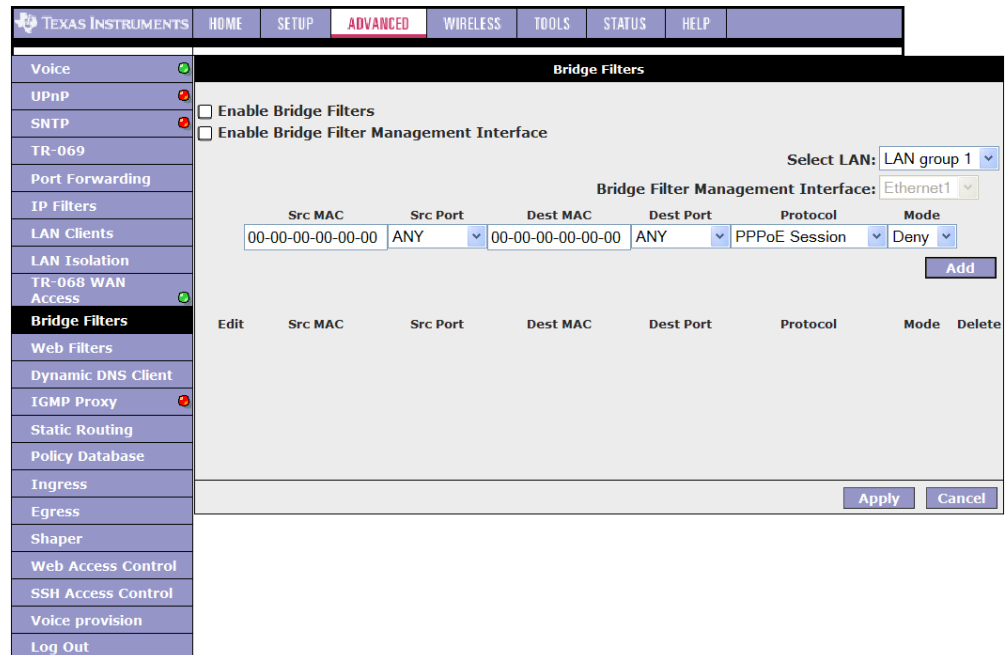 TEXAS INSTRUMENTS HOME SETUP ADVANCED WIRELESS TOOLS STATUS HELP
Voice
UPnP
SNTP
TR-069
Port Forwarding
IP Filters
LAN Clients
LAN Isolation
TR-068 WAN
Access
Bridge Filters
Web Filters
Dynamic DNS Client
IGMP Proxy
Static Routing
Policy Database
Ingress
Egress
Shaper
Web Access Control
SSH Access Control
Voice provision
Log Out
Bridge Filters
Enable Bridge Filters
Enable Bridge Filter Management Interface
Select LAN: LAN group 1
Bridge Filter Management Interface: Ethernet1
Src MAC Src Port Dest MAC Dest Port Protocol Mode
00-00-00-00-00-00 ANY 00-00-00-00-00-00 ANY PPPoE Session Deny
Add
Edit Src MAC Src Port Dest MAC Dest Port Protocol Mode Delete
Apply Cancel